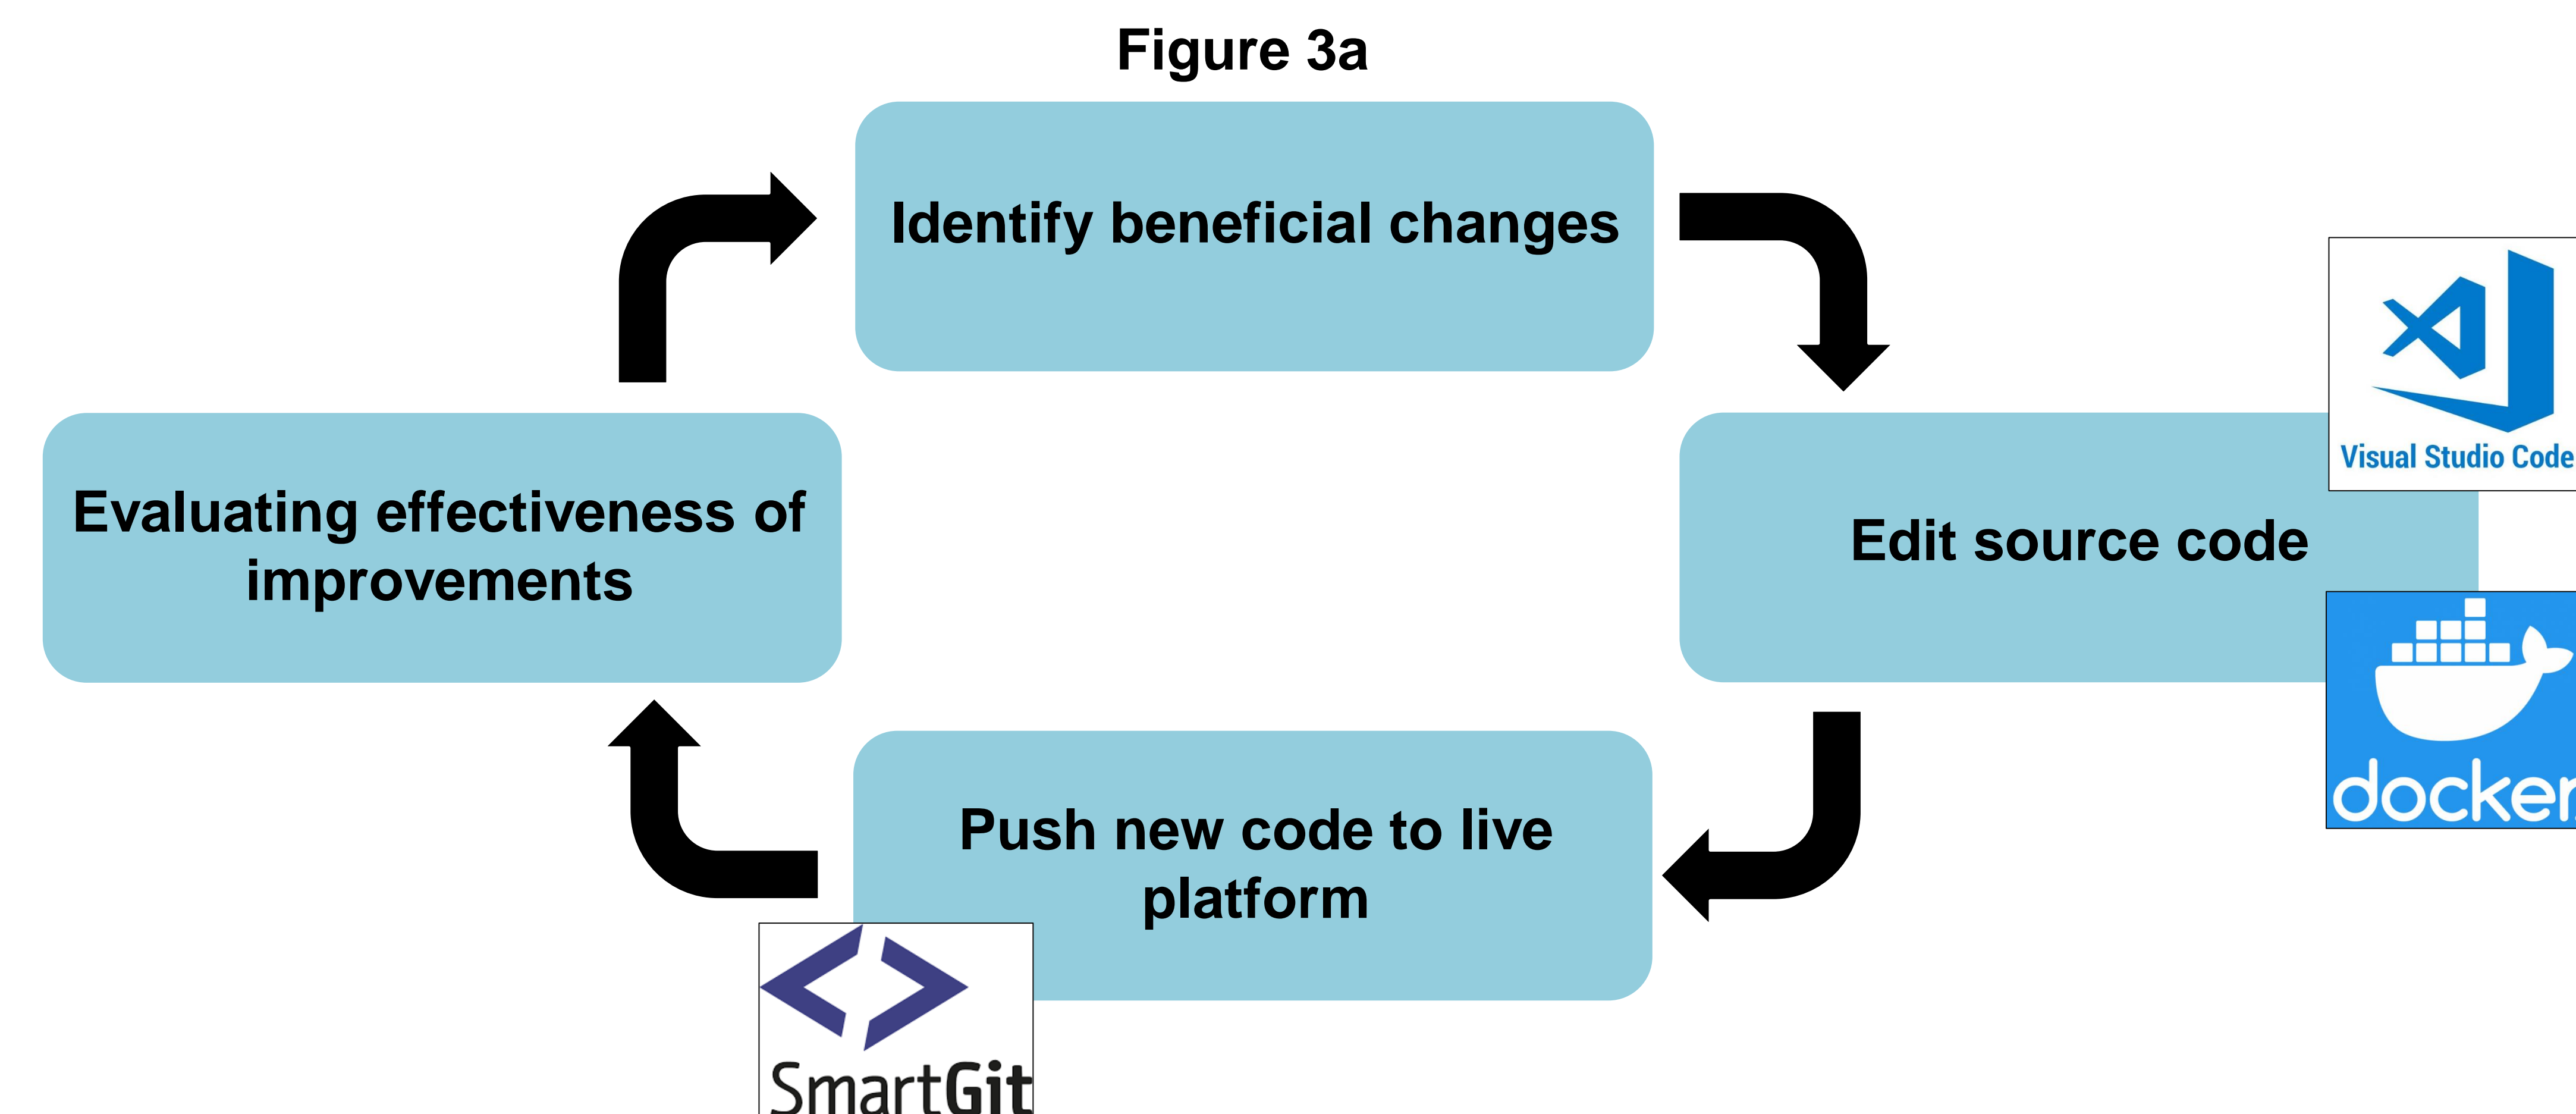 Figure 3a
Identify beneficial changes
Visual Studio Code
Evaluating effectiveness of
improvements
Edit source code
docker
Push new code to live
platform
SmartGit